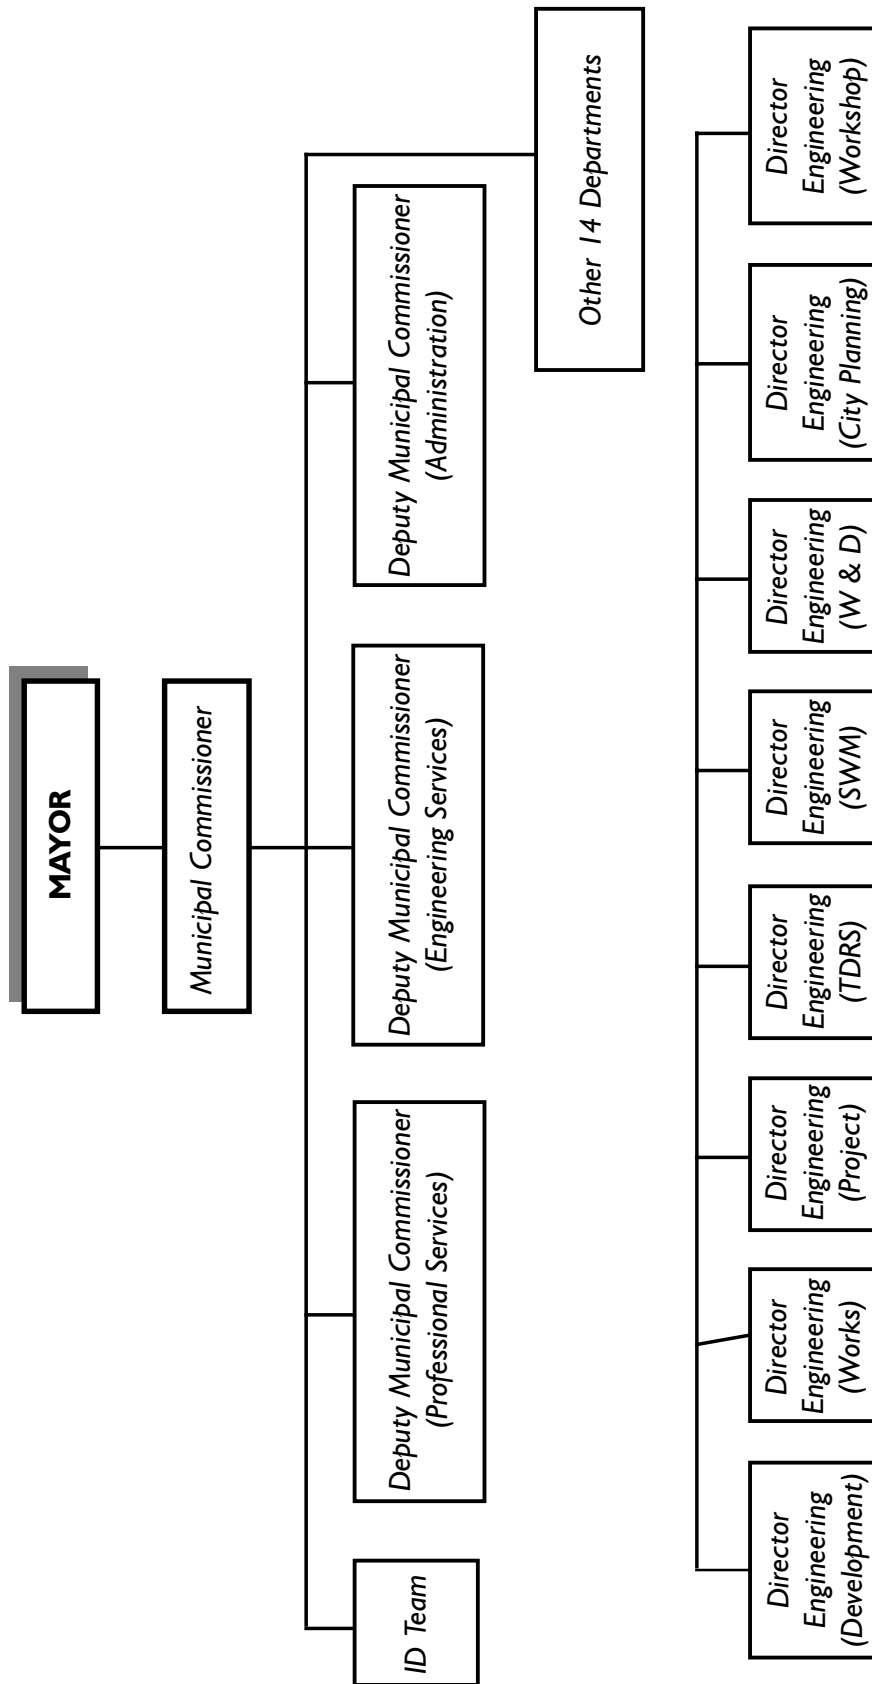 MAYOR
Municipal Commissioner
ID Team
Deputy Municipal Commissioner
(Professional Services)
Deputy Municipal Commissioner
(Engineering Services)
Deputy Municipal Commissioner
(Administration)
Other 14 Departments
Director
Engineering
(Development)
Director
Engineering
(Works)
Director
Engineering
(Project)
Director
Engineering
(TDRS)
Director
Engineering
(SWM)
Director
Engineering
(W & D)
Director
Engineering
(City Planning)
Director
Engineering
(Workshop)